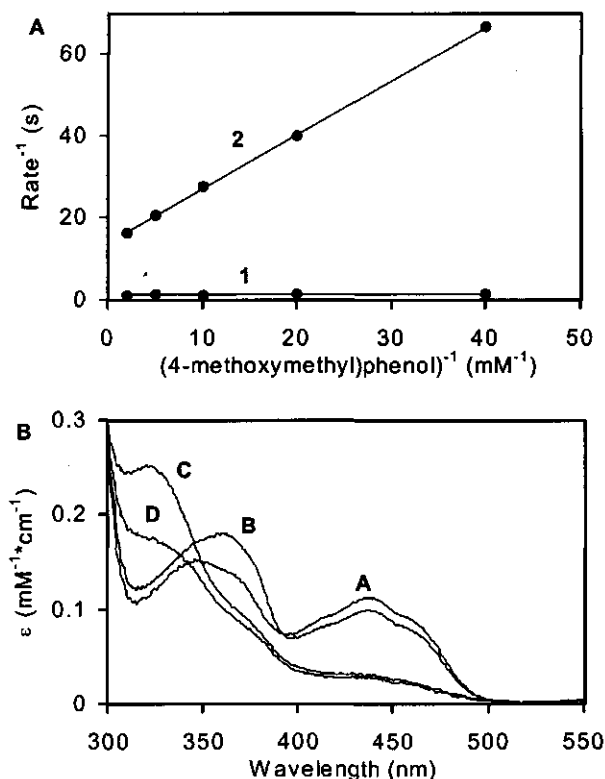 A
Rate⁻¹ (s)
60
40
20
0
2
1
0 10 20 30 40 50
(4-methoxymethyl)phenol)⁻¹ (mM⁻¹)
B
ε (mM⁻¹*cm⁻¹)
0.3
0.2
0.1
0
C
D
B
A
300 350 400 450 500 550
Wavelength (nm)